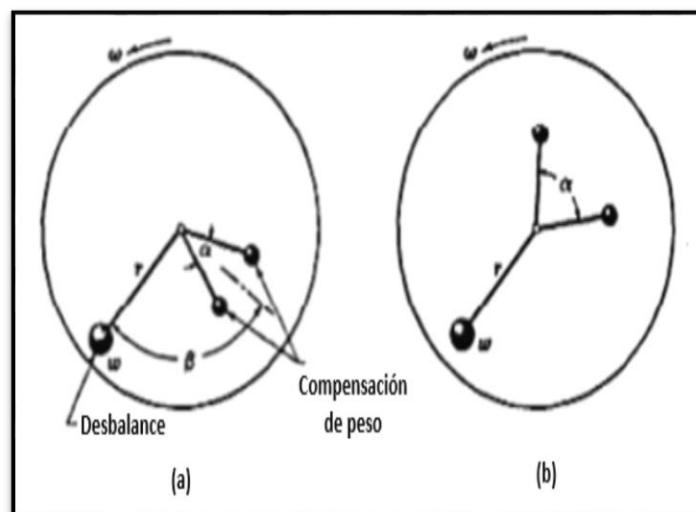 ω
ω
α
α
r
r
w
w
β
Compensación
de peso
Desbalance
(a)
(b)